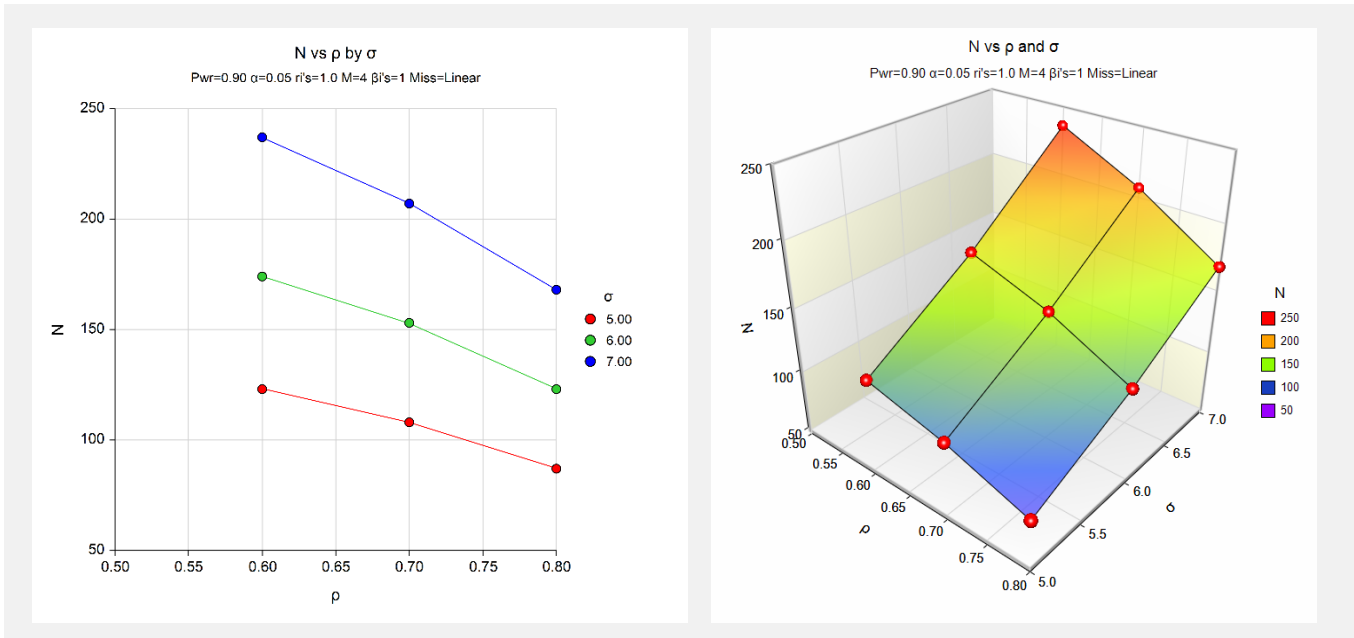 N vs ρ by σ
Pwr=0.90 α=0.05 ri's=1.0 M=4 βi's=1 Miss=Linear
250
200
150
100
50
N
0.50 0.55 0.60 0.65 0.70 0.75 0.80
ρ
σ
5.00
6.00
7.00
N vs ρ and σ
Pwr=0.90 α=0.05 ri's=1.0 M=4 βi's=1 Miss=Linear
250
200
150
100
50
N
0.50
0.55
0.60
0.65
0.70
0.75
0.80
ρ
5.0
5.5
6.0
6.5
7.0
σ
N
250
200
150
100
50